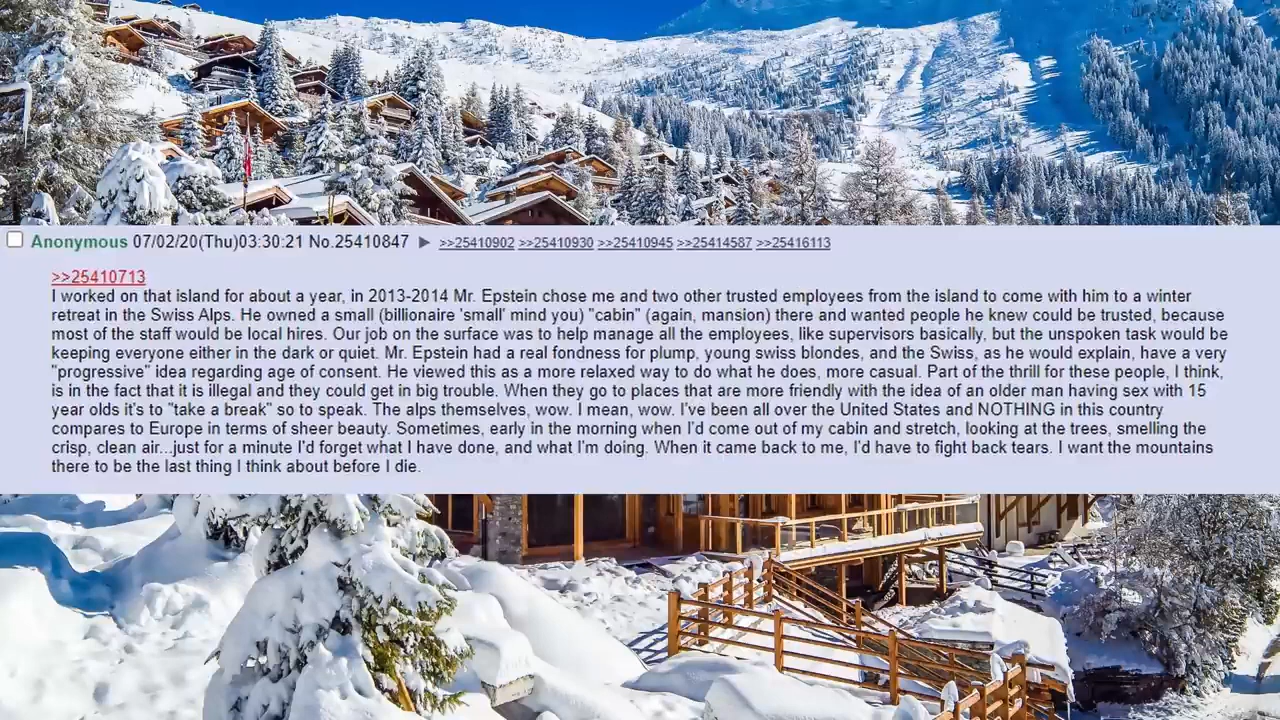 Anonymous 07/02/20(Thu)03:30:21 No.25410847 ▶ >>25410902 >>25410930 >>25410945 >>25414587 >>25416113
>>25410713
I worked on that island for about a year, in 2013-2014 Mr. Epstein chose me and two other trusted employees from the island to come with him to a winter
retreat in the Swiss Alps. He owned a small (billionaire 'small' mind you) "cabin" (again, mansion) there and wanted people he knew could be trusted, because
most of the staff would be local hires. Our job on the surface was to help manage all the employees, like supervisors basically, but the unspoken task would be
keeping everyone either in the dark or quiet. Mr. Epstein had a real fondness for plump, young swiss blondes, and the Swiss, as he would explain, have a very
"progressive" idea regarding age of consent. He viewed this as a more relaxed way to do what he does, more casual. Part of the thrill for these people, I think,
is in the fact that it is illegal and they could get in big trouble. When they go to places that are more friendly with the idea of an older man having sex with 15
year olds it's to "take a break" so to speak. The alps themselves, wow. I mean, wow. I've been all over the United States and NOTHING in this country
compares to Europe in terms of sheer beauty. Sometimes, early in the morning when I'd come out of my cabin and stretch, looking at the trees, smelling the
crisp, clean air...just for a minute I'd forget what I have done, and what I'm doing. When it came back to me, I'd have to fight back tears. I want the mountains
there to be the last thing I think about before I die.